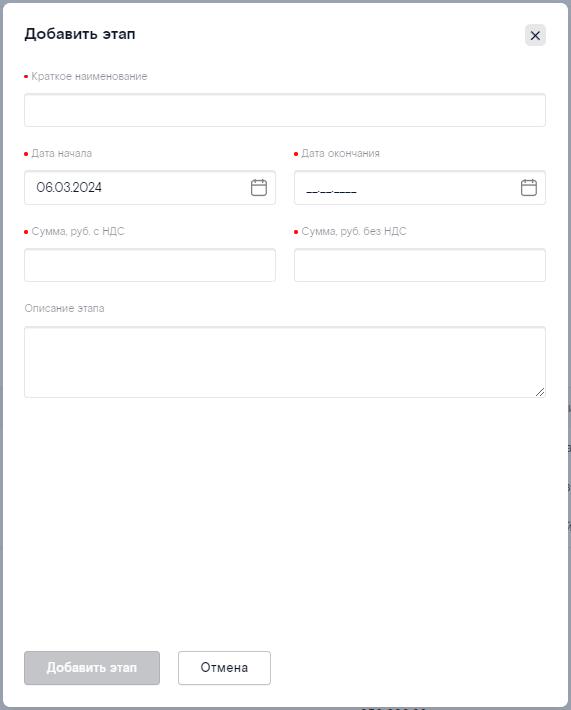 Добавить этап
Краткое наименование
Дата начала
Дата окончания
06.03.2024
__.__.____
Сумма, руб. с НДС
Сумма, руб. без НДС
Описание этапа
Добавить этап
Отмена